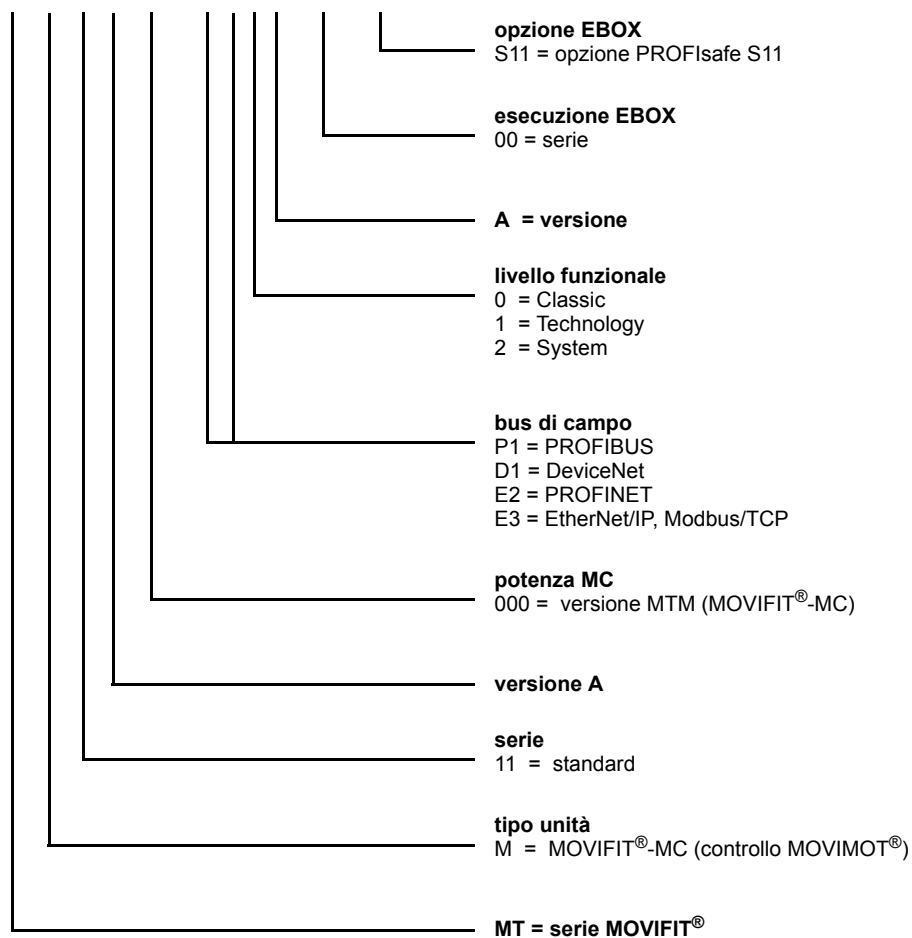 opzione EBOX
S11 = opzione PROFIsafe S11
esecuzione EBOX
00 = serie
A = versione
livello funzionale
0 = Classic
1 = Technology
2 = System
bus di campo
P1 = PROFIBUS
D1 = DeviceNet
E2 = PROFINET
E3 = EtherNet/IP, Modbus/TCP
potenza MC
000 = versione MTM (MOVIFIT®-MC)
versione A
serie
11 = standard
tipo unità
M = MOVIFIT®-MC (controllo MOVIMOT®)
MT = serie MOVIFIT®